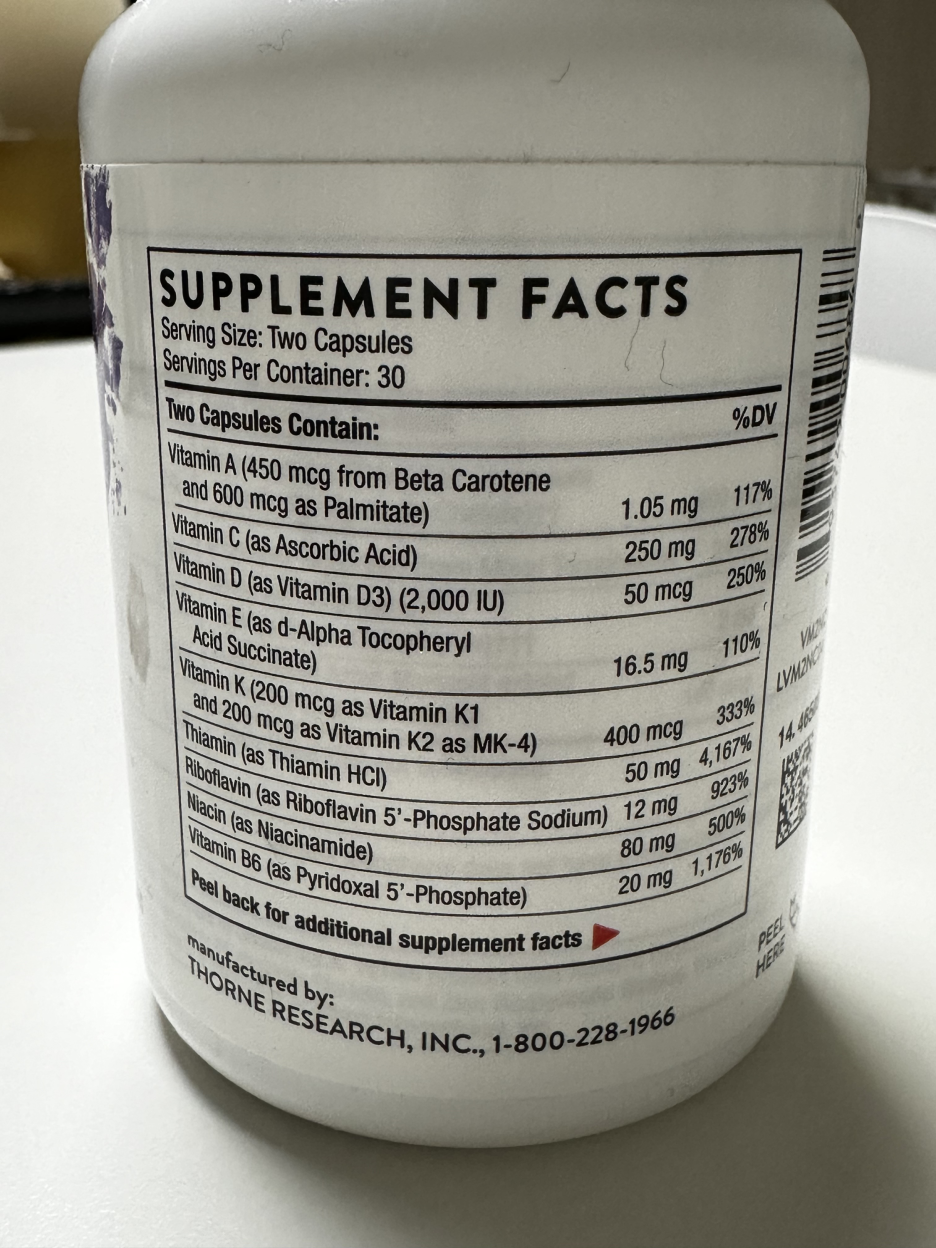 SUPPLEMENT FACTS
Serving Size: Two Capsules
Servings Per Container: 30
Two Capsules Contain: %DV
Vitamin A (450 mcg from Beta Carotene
and 600 mcg as Palmitate) 1.05 mg 117%
Vitamin C (as Ascorbic Acid) 250 mg 278%
Vitamin D (as Vitamin D3) (2,000 IU) 50 mcg 250%
Vitamin E (as d-Alpha Tocopheryl
Acid Succinate) 16.5 mg 110%
Vitamin K (200 mcg as Vitamin K1
and 200 mcg as Vitamin K2 as MK-4) 400 mcg 333%
Thiamin (as Thiamin HCl) 50 mg 4,167%
Riboflavin (as Riboflavin 5'-Phosphate Sodium) 12 mg 923%
Niacin (as Niacinamide) 80 mg 500%
Vitamin B6 (as Pyridoxal 5'-Phosphate) 20 mg 1,176%
Peel back for additional supplement facts
manufactured by:
THORNE RESEARCH, INC., 1-800-228-1966
PEEL
HERE